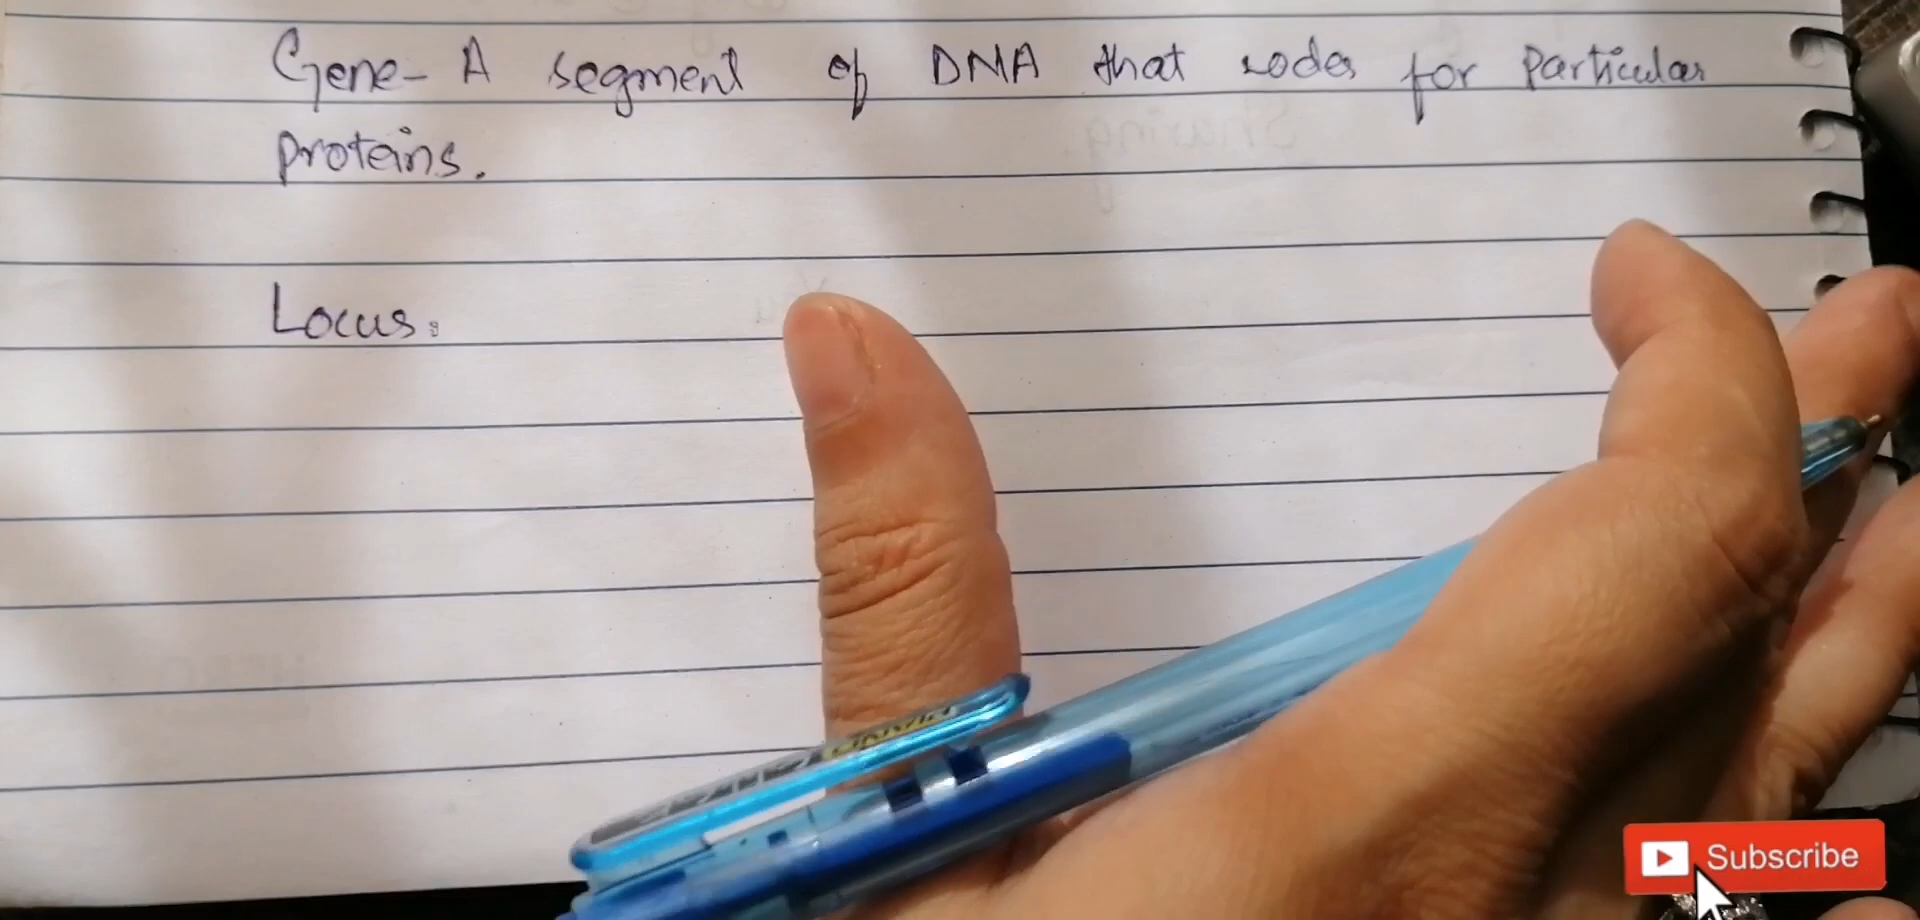 Gene- A segment of DNA that codes for Particular
proteins.
Locus:
Subscribe